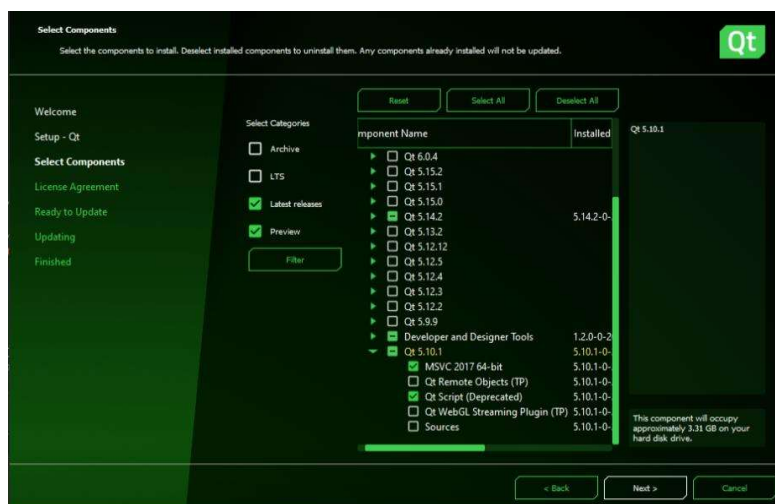 Select Components
Select the components to install. Deselect installed components to uninstall them. Any components already installed will not be updated.
Qt
Welcome
Setup - Qt
Select Components
License Agreement
Ready to Update
Updating
Finished
Select Categories
Archive
LTS
Latest releases
Preview
Filter
Reset
Select All
Deselect All
mponent Name
Installed
Qt 6.0.4
Qt 5.15.2
Qt 5.15.1
Qt 5.15.0
Qt 5.14.2 5.14.2-0-
Qt 5.13.2
Qt 5.12.12
Qt 5.12.5
Qt 5.12.4
Qt 5.12.3
Qt 5.12.2
Qt 5.9.9
Developer and Designer Tools 1.2.0-0-2
Qt 5.10.1 5.10.1-0-
MSVC 2017 64-bit 5.10.1-0-
Qt Remote Objects (TP) 5.10.1-0-
Qt Script (Deprecated) 5.10.1-0-
Qt WebGL Streaming Plugin (TP) 5.10.1-0-
Sources 5.10.1-0-
Qt 5.10.1
This component will occupy
approximately 3.31 GB on your
hard disk drive.
< Back
Next >
Cancel